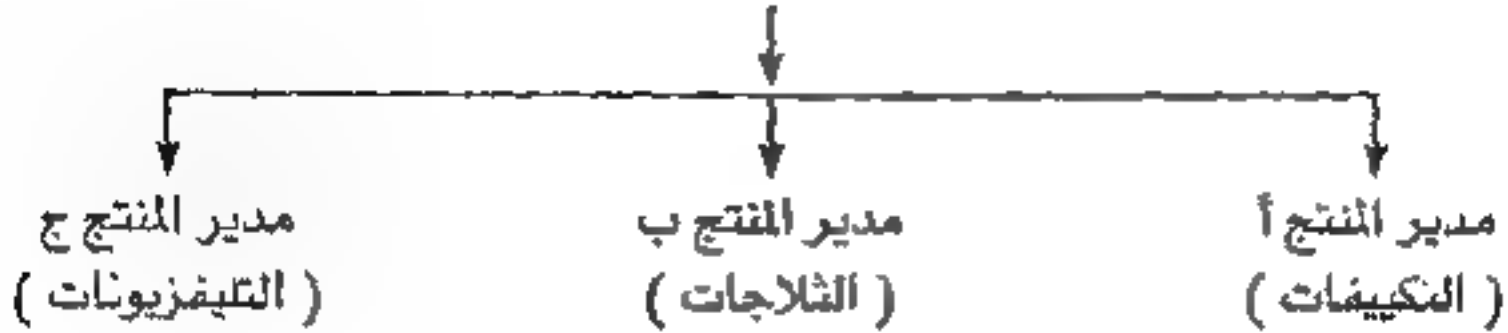 مدير المنتج أ
( التكييفات )
مدير المنتج ب
( الثلاجات )
مدير المنتج ج
( التليفزيونات )